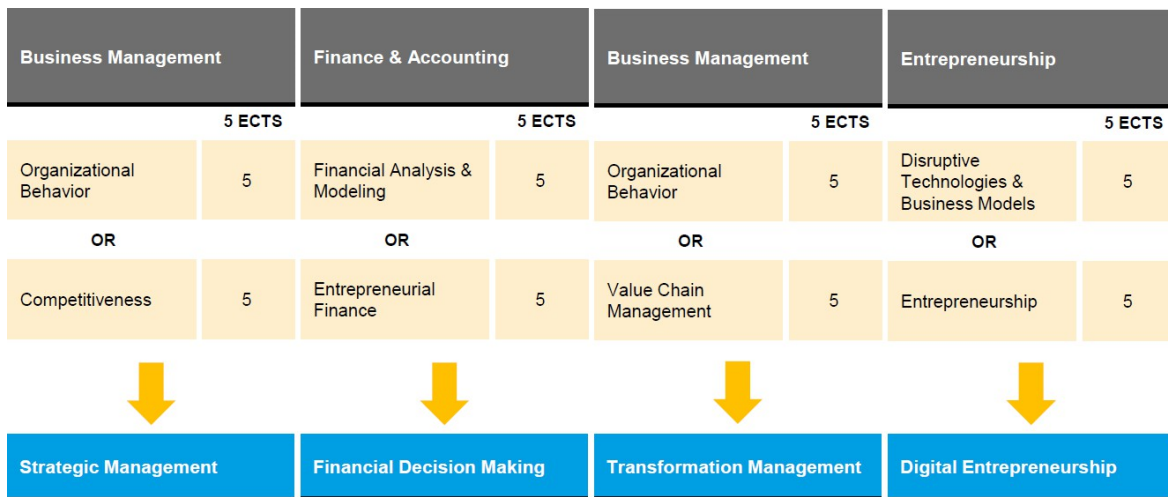 Business Management
Finance & Accounting
Business Management
Entrepreneurship
5 ECTS
5 ECTS
5 ECTS
5 ECTS
Organizational
Behavior
5
Financial Analysis &
Modeling
5
Organizational
Behavior
5
Disruptive
Technologies &
Business Models
5
OR
OR
OR
OR
Competitiveness
5
Entrepreneurial
Finance
5
Value Chain
Management
5
Entrepreneurship
5
Strategic Management
Financial Decision Making
Transformation Management
Digital Entrepreneurship